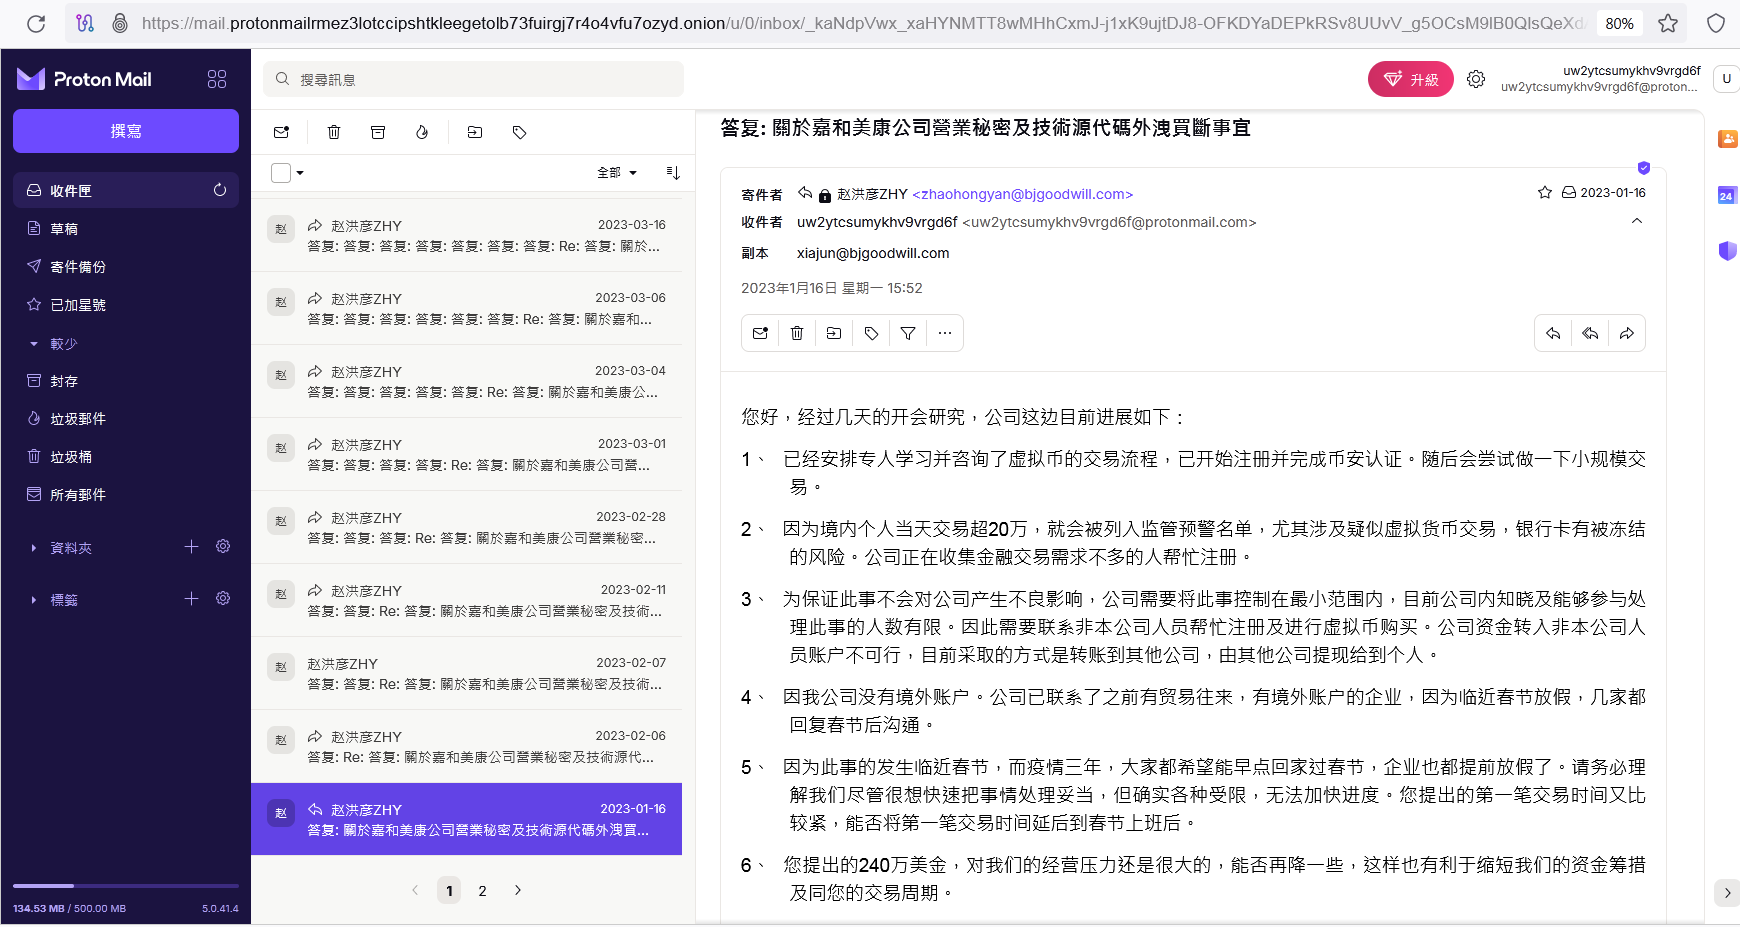 https://mail.protonmailrmez3lotccipshtkleegetolb73fuirgj7r4o4vfu7ozyd.onion/u/0/inbox/_kaNdpVwx_xaHYNMTT8wMHhCxmJ-j1xK9ujtDJ8-OFKDYaDEPkRSv8UUvV_g5OCsM9lB0QlsQeXd
80%
Proton Mail
搜尋訊息
升級
uw2ytcsumykhv9vrgd6f
uw2ytcsumykhv9vrgd6f@proton...
U
撰寫
收件匣
草稿
寄件備份
已加星號
較少
封存
垃圾郵件
垃圾桶
所有郵件
資料夾
標籤
134.53 MB / 500.00 MB
5.0.41.4
全部
赵
赵洪彦ZHY
2023-03-16
答复: 答复: 答复: 答复: 答复: 答复: 答复: Re: 答复: 關於...
赵
赵洪彦ZHY
2023-03-06
答复: 答复: 答复: 答复: 答复: 答复: Re: 答复: 關於嘉和...
赵
赵洪彦ZHY
2023-03-04
答复: 答复: 答复: 答复: 答复: Re: 答复: 關於嘉和美康公...
赵
赵洪彦ZHY
2023-03-01
答复: 答复: 答复: 答复: Re: 答复: 關於嘉和美康公司營...
赵
赵洪彦ZHY
2023-02-28
答复: 答复: 答复: Re: 答复: 關於嘉和美康公司營業秘密...
赵
赵洪彦ZHY
2023-02-11
答复: 答复: Re: 答复: 關於嘉和美康公司營業秘密及技術...
赵
赵洪彦ZHY
2023-02-07
答复: 答复: Re: 答复: 關於嘉和美康公司營業秘密及技術...
赵
赵洪彦ZHY
2023-02-06
答复: Re: 答复: 關於嘉和美康公司營業秘密及技術源代...
赵
赵洪彦ZHY
2023-01-16
答复: 關於嘉和美康公司營業秘密及技術源代碼外洩買...
1
2
答复: 關於嘉和美康公司營業秘密及技術源代碼外洩買斷事宜
寄件者 赵洪彦ZHY <zhaohongyan@bjgoodwill.com>
2023-01-16
收件者 uw2ytcsumykhv9vrgd6f <uw2ytcsumykhv9vrgd6f@protonmail.com>
副本 xiajun@bjgoodwill.com
2023年1月16日 星期一 15:52
您好，经过几天的开会研究，公司这边目前进展如下：
1、 已经安排专人学习并咨询了虚拟币的交易流程，已开始注册并完成币安认证。随后会尝试做一下小规模交
易。
2、 因为境内个人当天交易超20万，就会被列入监管预警名单，尤其涉及疑似虚拟货币交易，银行卡有被冻结
的风险。公司正在收集金融交易需求不多的人帮忙注册。
3、 为保证此事不会对公司产生不良影响，公司需要将此事控制在最小范围内，目前公司内知晓及能够参与处
理此事的人数有限。因此需要联系非本公司人员帮忙注册及进行虚拟币购买。公司资金转入非本公司人
员账户不可行，目前采取的方式是转账到其他公司，由其他公司提现给到个人。
4、 因我公司没有境外账户。公司已联系了之前有贸易往来，有境外账户的企业，因为临近春节放假，几家都
回复春节后沟通。
5、 因为此事的发生临近春节，而疫情三年，大家都希望能早点回家过春节，企业也都提前放假了。请务必理
解我们尽管很想快速把事情处理妥当，但确实各种受限，无法加快进度。您提出的第一笔交易时间又比
较紧，能否将第一笔交易时间延后到春节上班后。
6、 您提出的240万美金，对我们的经营压力还是很大的，能否再降一些，这样也有利于缩短我们的资金筹措
及同您的交易周期。
24